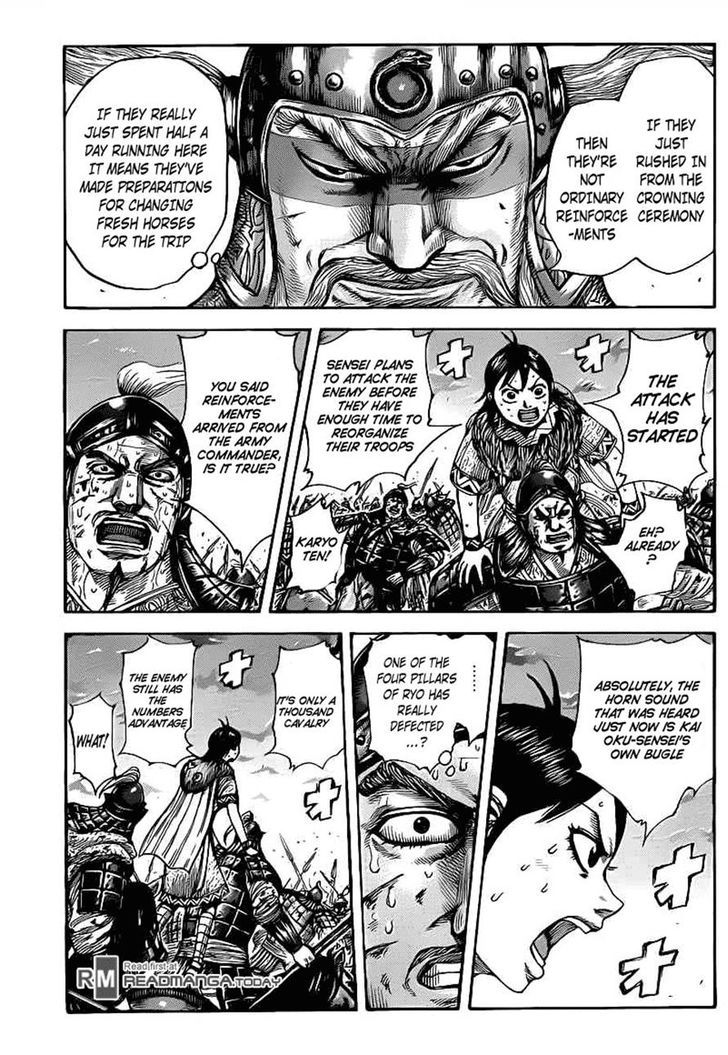 IF THEY
JUST
RUSHED IN
FROM THE
CROWNING
CEREMONY
THEN
THEY'RE
NOT
ORDINARY
REINFORCE
-MENTS
IF THEY REALLY
JUST SPENT HALF A
DAY RUNNING HERE
IT MEANS THEY'VE
MADE PREPARATIONS
FOR CHANGING
FRESH HORSES
FOR THE TRIP
THE
ATTACK
HAS
STARTED
オオ
EH?
ALREADY?
SENSEI PLANS
TO ATTACK THE
ENEMY BEFORE
THEY HAVE
ENOUGH TIME TO
REORGANIZE
THEIR TROOPS
KARYO
TEN!
YOU SAID
REINFORCE-
MENTS
ARRIVED FROM
THE ARMY
COMMANDER,
IS IT TRUE?
ABSOLUTELY, THE
HORN SOUND
THAT WAS HEARD
JUST NOW IS KAI
OKU-SENSEI'S
OWN BUGLE
オオ
ONE OF THE
FOUR PILLARS
OF RYO HAS
REALLY
DEFECTED
...?
IT'S ONLY A
THOUSAND
CAVALRY
THE ENEMY
STILL HAS
THE NUMBERS
ADVANTAGE
WHAT!
オオ
RM
Read first at
READMANGA.TODAY